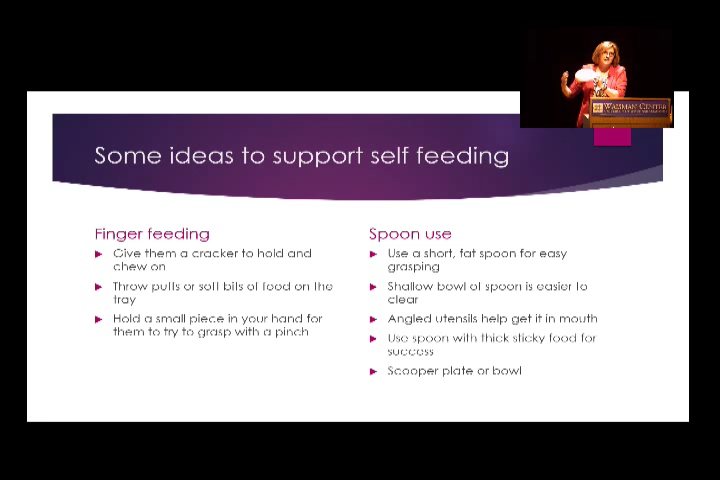 WAISMAN CENTER
Some ideas to support self feeding
Finger feeding
Give them a cracker to hold and
chew on
Throw puffs or soft bits of food on the
tray
Hold a small piece in your hand for
them to try to grasp with a pinch
Spoon use
Use a short, fat spoon for easy
grasping
Shallow bowl of spoon is easier to
clear
Angled utensils help get it in mouth
Use spoon with thick sticky food for
success
Scooper plate or bowl